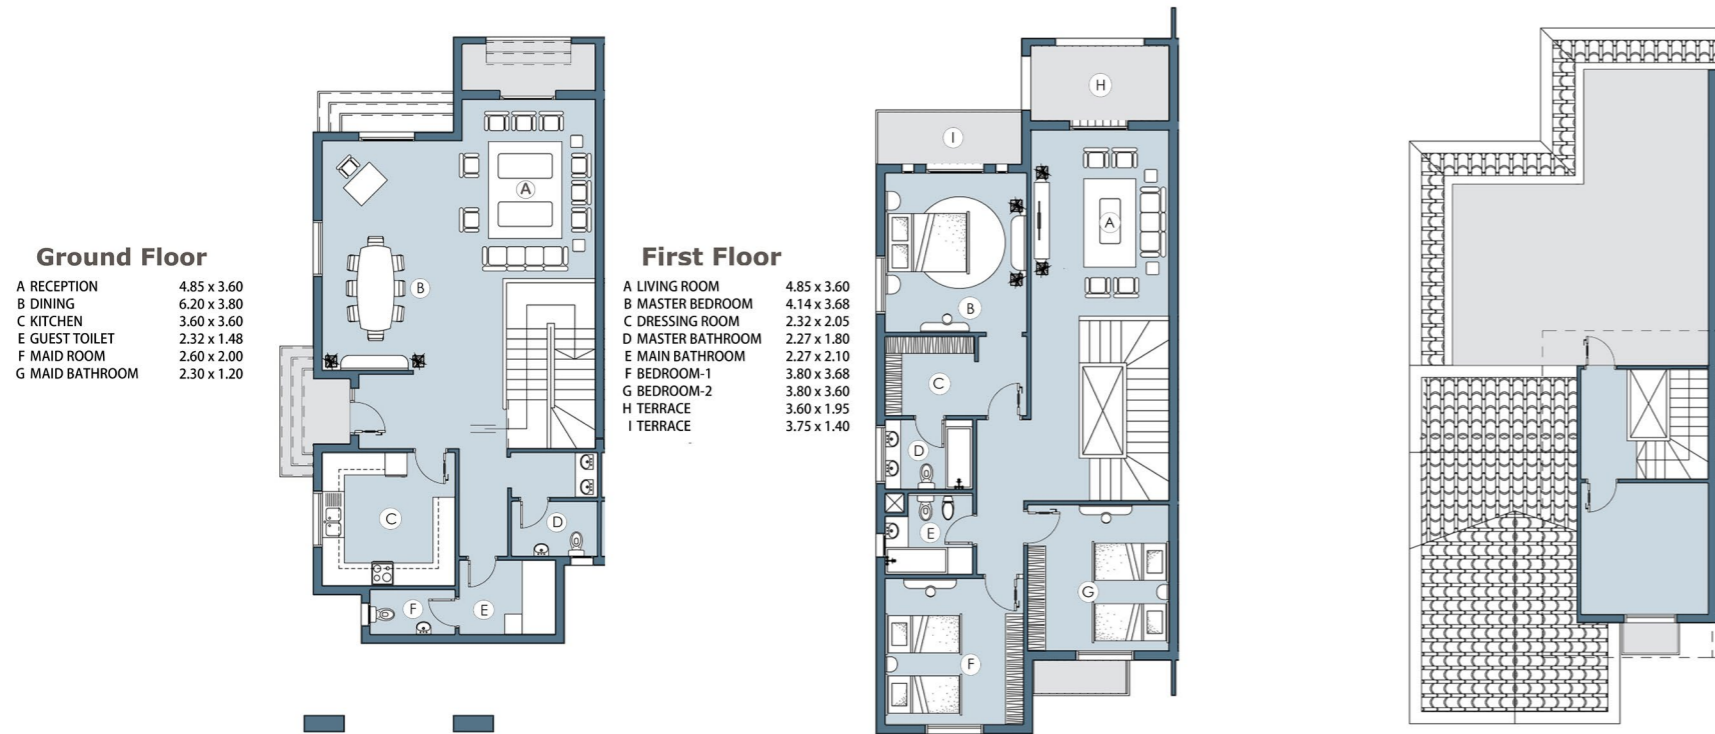 Ground Floor
A RECEPTION 4.85 x 3.60
B DINING 6.20 x 3.80
C KITCHEN 3.60 x 3.60
E GUEST TOILET 2.32 x 1.48
F MAID ROOM 2.60 x 2.00
G MAID BATHROOM 2.30 x 1.20
A
B
C
D
F
E
First Floor
A LIVING ROOM 4.85 x 3.60
B MASTER BEDROOM 4.14 x 3.68
C DRESSING ROOM 2.32 x 2.05
D MASTER BATHROOM 2.27 x 1.80
E MAIN BATHROOM 2.27 x 2.10
F BEDROOM-1 3.80 x 3.68
G BEDROOM-2 3.80 x 3.60
H TERRACE 3.60 x 1.95
I TERRACE 3.75 x 1.40
H
I
A
B
C
D
E
G
F